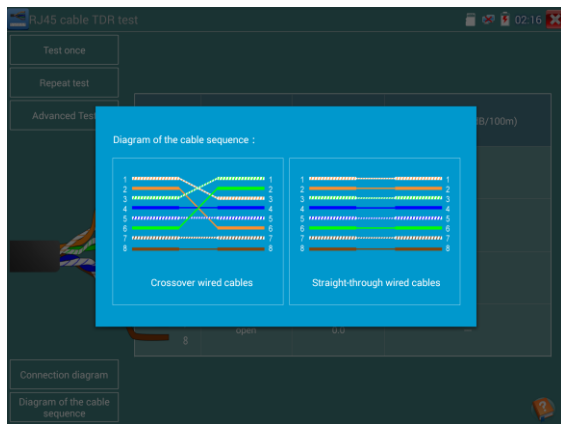 RJ45 cable TDR test
02:16
Test once
Repeat test
Advanced Test
B/100m)
Diagram of the cable sequence :
1 1
2 2
3 3
4 4
5 5
6 6
7 7
8 8
Crossover wired cables
1 1
2 2
3 3
4 4
5 5
6 6
7 7
8 8
Straight-through wired cables
8 open 0.0 --
Connection diagram
Diagram of the cable
sequence
?